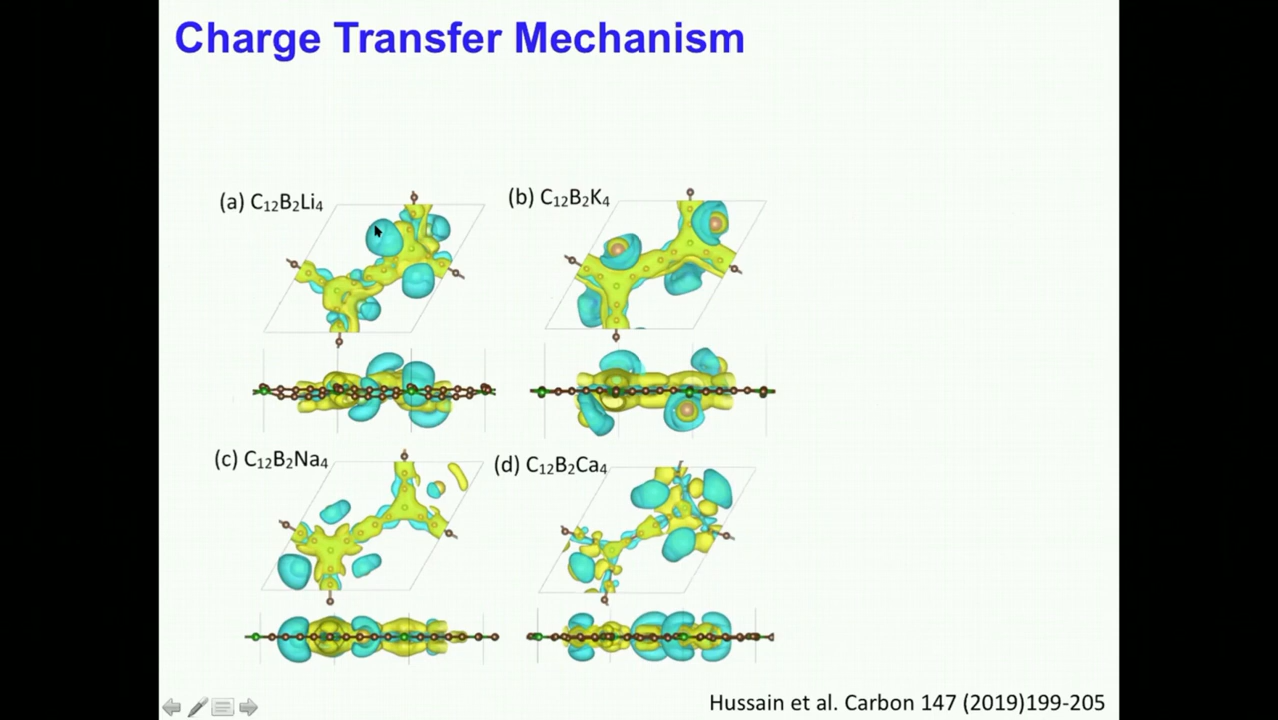 Charge Transfer Mechanism
(a) C₁₂B₂Li₄
(b) C₁₂B₂K₄
(c) C₁₂B₂Na₄
(d) C₁₂B₂Ca₄
Hussain et al. Carbon 147 (2019)199-205